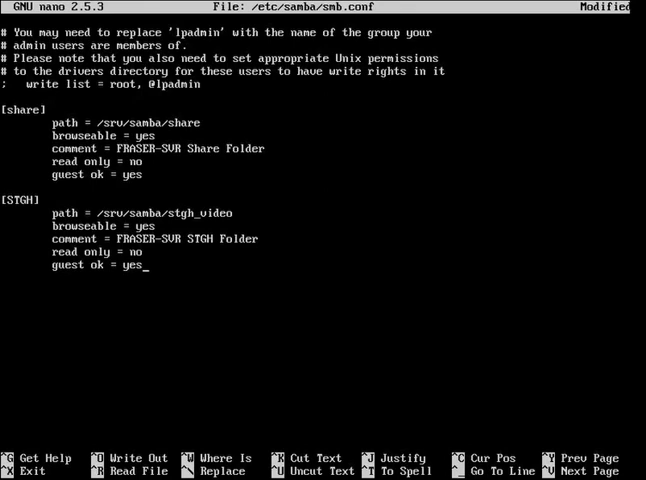 GNU nano 2.5.3 File: /etc/samba/smb.conf Modified
# You may need to replace 'lpadmin' with the name of the group your
# admin users are members of.
# Please note that you also need to set appropriate Unix permissions
# to the drivers directory for these users to have write rights in it
; write list = root, @lpadmin
[share]
path = /srv/samba/share
browseable = yes
comment = FRASER-SVR Share Folder
read only = no
guest ok = yes
[STGH]
path = /srv/samba/stgh_video
browseable = yes
comment = FRASER-SVR STGH Folder
read only = no
guest ok = yes_
^G Get Help ^O Write Out ^W Where Is ^K Cut Text ^J Justify ^C Cur Pos ^Y Prev Page
^X Exit ^R Read File ^\ Replace ^U Uncut Text ^T To Spell ^_ Go To Line ^V Next Page